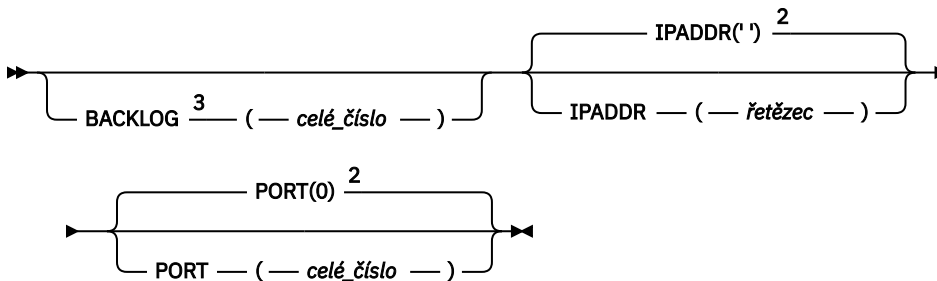 IPADDR(' ') 2
BACKLOG 3 ( celé_číslo ) IPADDR ( řetězec )
PORT(0) 2
PORT ( celé_číslo )